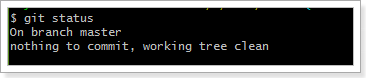 $ git status
On branch master
nothing to commit, working tree clean